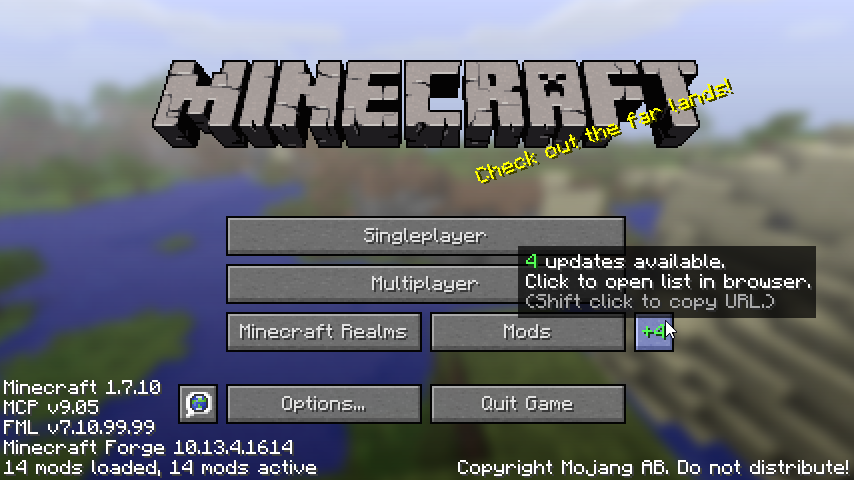 MINECRAFT
Check out the far lands!
Singleplayer
4 updates available.
Click to open list in browser.
(Shift click to copy URL.)
Multiplayer
Minecraft Realms
Mods
+4
Options...
Quit Game
Minecraft 1.7.10
MCP v9.05
FML v7.10.99.99
Minecraft Forge 10.13.4.1614
14 mods loaded, 14 mods active
Copyright Mojang AB. Do not distribute!